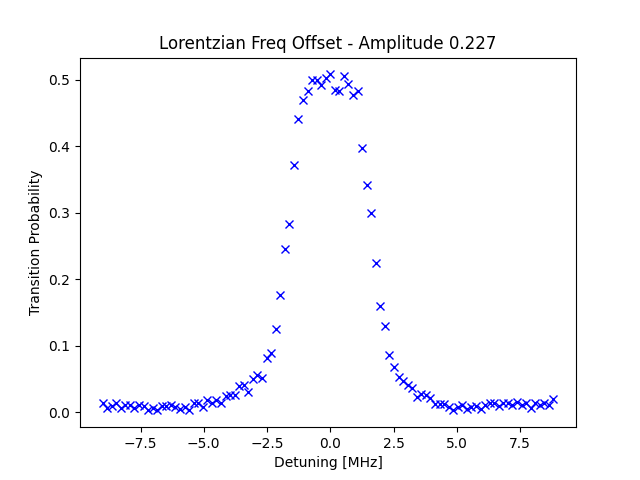 Lorentzian Freq Offset - Amplitude 0.227
0.5
0.4
0.3
0.2
0.1
0.0
Transition Probability
−7.5 −5.0 −2.5 0.0 2.5 5.0 7.5
Detuning [MHz]